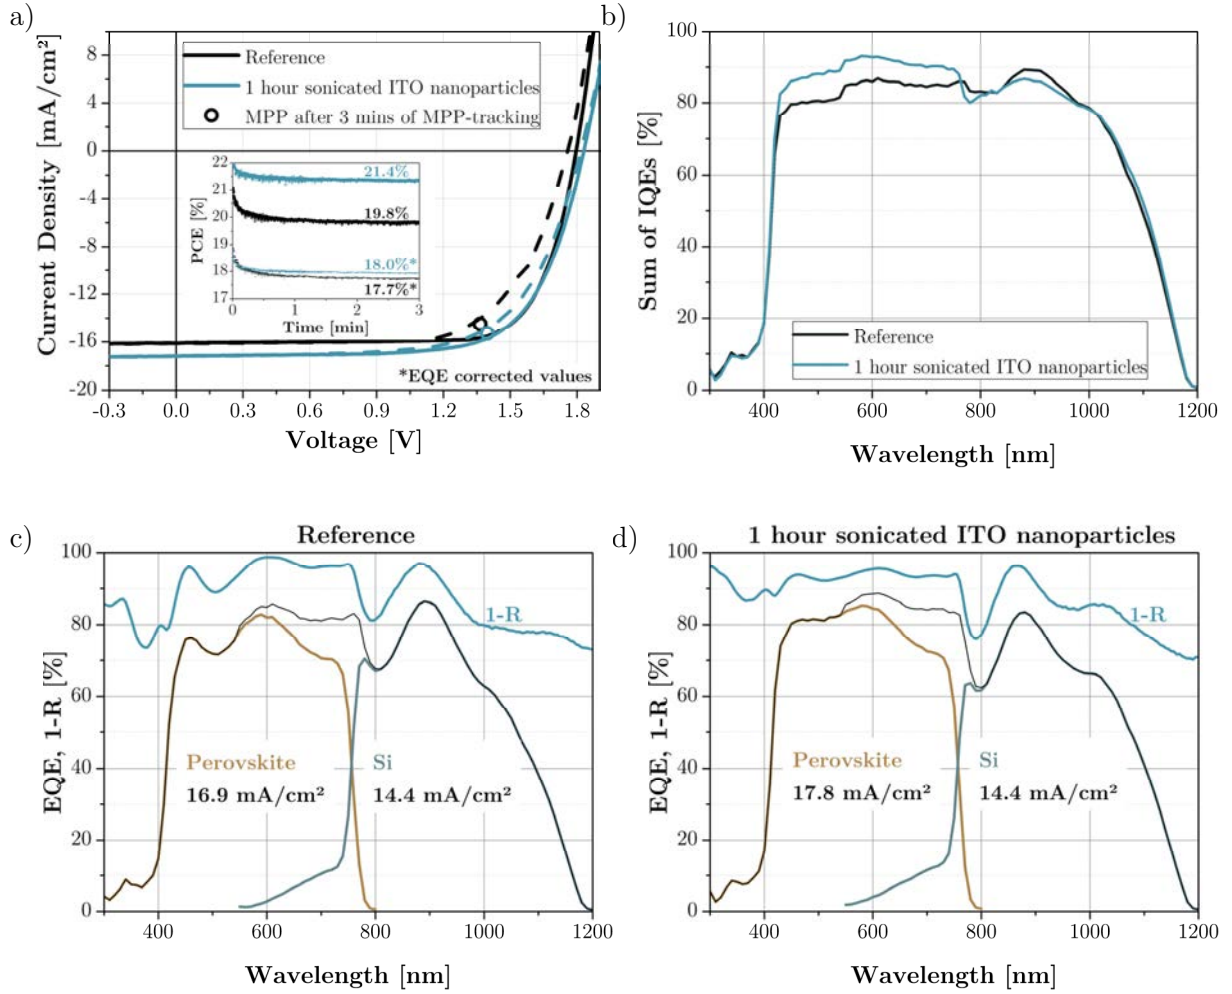 a)
Current Density [mA/cm²]
8
4
0
-4
-8
-12
-16
-20
Reference
1 hour sonicated ITO nanoparticles
MPP after 3 mins of MPP-tracking
PCE [%]
22
21
20
19
18
17
21.4%
19.8%
18.0%*
17.7%*
0 1 2 3
Time [min]
*EQE corrected values
-0.3 0.0 0.3 0.6 0.9 1.2 1.5 1.8
Voltage [V]
b)
Sum of IQEs [%]
100
80
60
40
20
0
Reference
1 hour sonicated ITO nanoparticles
400 600 800 1000 1200
Wavelength [nm]
c)
Reference
EQE, 1-R [%]
100
80
60
40
20
0
1-R
Perovskite
16.9 mA/cm²
Si
14.4 mA/cm²
400 600 800 1000 1200
Wavelength [nm]
d)
1 hour sonicated ITO nanoparticles
EQE, 1-R [%]
100
80
60
40
20
0
1-R
Perovskite
17.8 mA/cm²
Si
14.4 mA/cm²
400 600 800 1000 1200
Wavelength [nm]